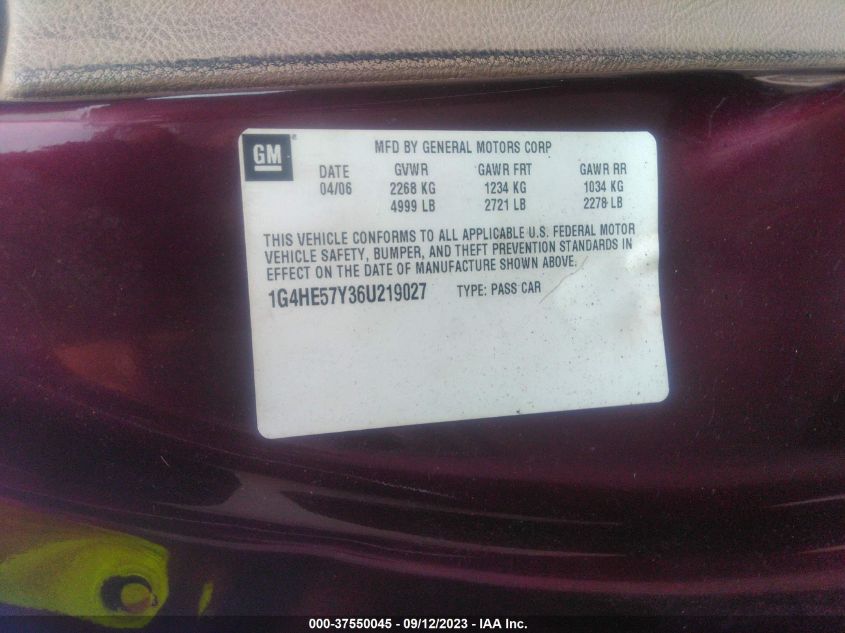 GM
MFD BY GENERAL MOTORS CORP
DATE GVWR GAWR FRT GAWR RR
04/06 2268 KG 1234 KG 1034 KG
4999 LB 2721 LB 2278 LB
THIS VEHICLE CONFORMS TO ALL APPLICABLE U.S. FEDERAL MOTOR
VEHICLE SAFETY, BUMPER, AND THEFT PREVENTION STANDARDS IN
EFFECT ON THE DATE OF MANUFACTURE SHOWN ABOVE.
1G4HE57Y36U219027 TYPE: PASS CAR
000-37550045 - 09/12/2023 - IAA Inc.